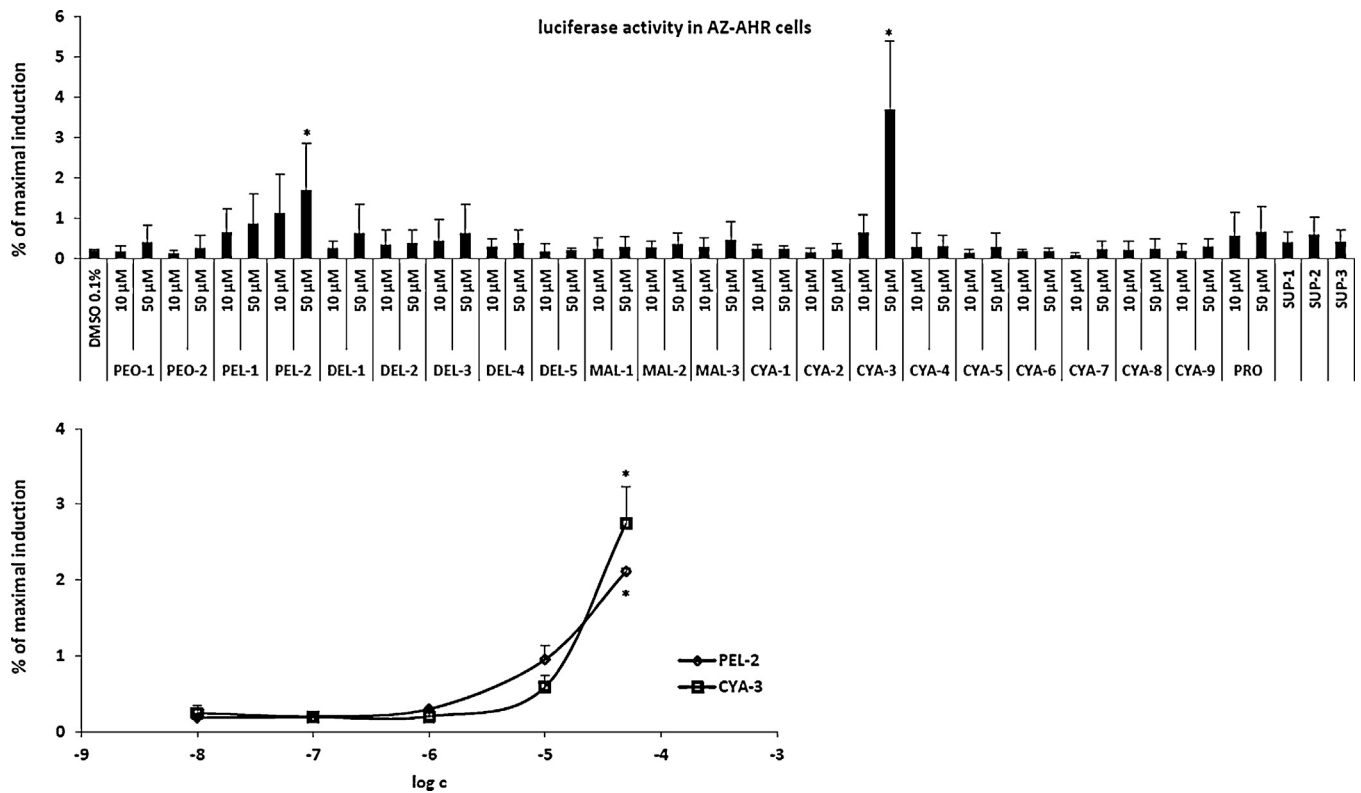 luciferase activity in AZ-AHR cells
% of maximal induction
6
5
4
3
2
1
0
DMSO 0.1%
10 µM 50 µM 10 µM 50 µM 10 µM 50 µM 10 µM 50 µM 10 µM 50 µM 10 µM 50 µM 10 µM 50 µM 10 µM 50 µM 10 µM 50 µM 10 µM 50 µM 10 µM 50 µM 10 µM 50 µM 10 µM 50 µM 10 µM 50 µM 10 µM 50 µM 10 µM 50 µM 10 µM 50 µM 10 µM 50 µM 10 µM 50 µM 10 µM 50 µM 10 µM 50 µM 10 µM 50 µM
SUP-1 SUP-2 SUP-3
PEO-1 PEO-2 PEL-1 PEL-2 DEL-1 DEL-2 DEL-3 DEL-4 DEL-5 MAL-1 MAL-2 MAL-3 CYA-1 CYA-2 CYA-3 CYA-4 CYA-5 CYA-6 CYA-7 CYA-8 CYA-9 PRO
*
*
% of maximal induction
4
3
2
1
0
*
*
PEL-2
CYA-3
-9 -8 -7 -6 -5 -4 -3
log c